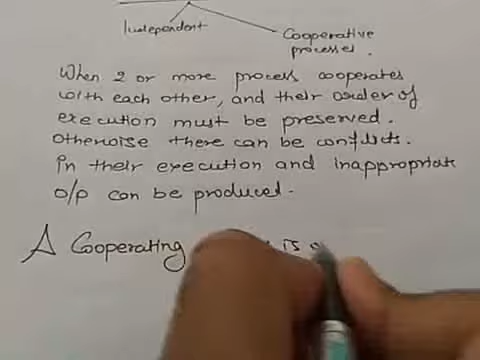 Independent
Cooperative
processes.
When 2 or more process cooperates
with each other, and their order of
execution must be preserved.
otherwise there can be conflicts.
in their execution and inappropriate
o/p can be produced.
A Cooperating is